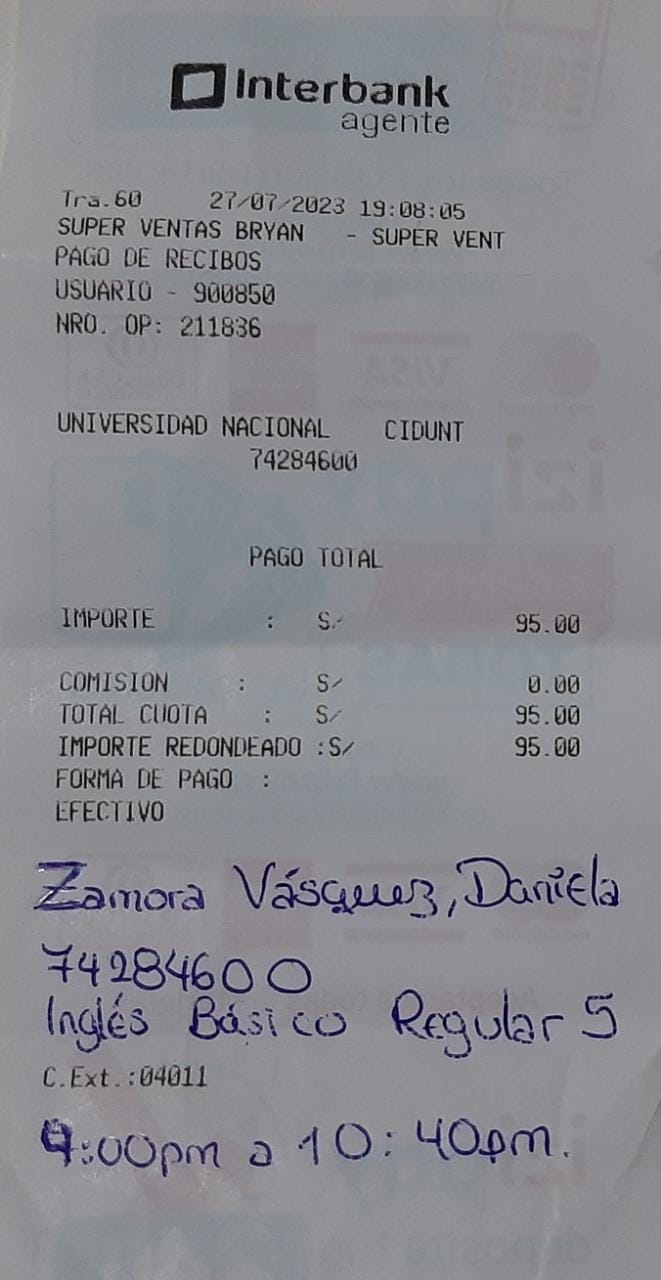 Interbank
agente
Tra.60 27/07/2023 19:08:05
SUPER VENTAS BRYAN - SUPER VENT
PAGO DE RECIBOS
USUARIO - 900850
NRO. OP: 211836
UNIVERSIDAD NACIONAL CIDUNT
74284600
PAGO TOTAL
IMPORTE : S/ 95.00
COMISION : S/ 0.00
TOTAL CUOTA : S/ 95.00
IMPORTE REDONDEADO :S/ 95.00
FORMA DE PAGO :
EFECTIVO
Zamora Vásquez, Daniela
74284600
Inglés Básico Regular 5
C.Ext.:04011
9:00pm a 10:40pm.